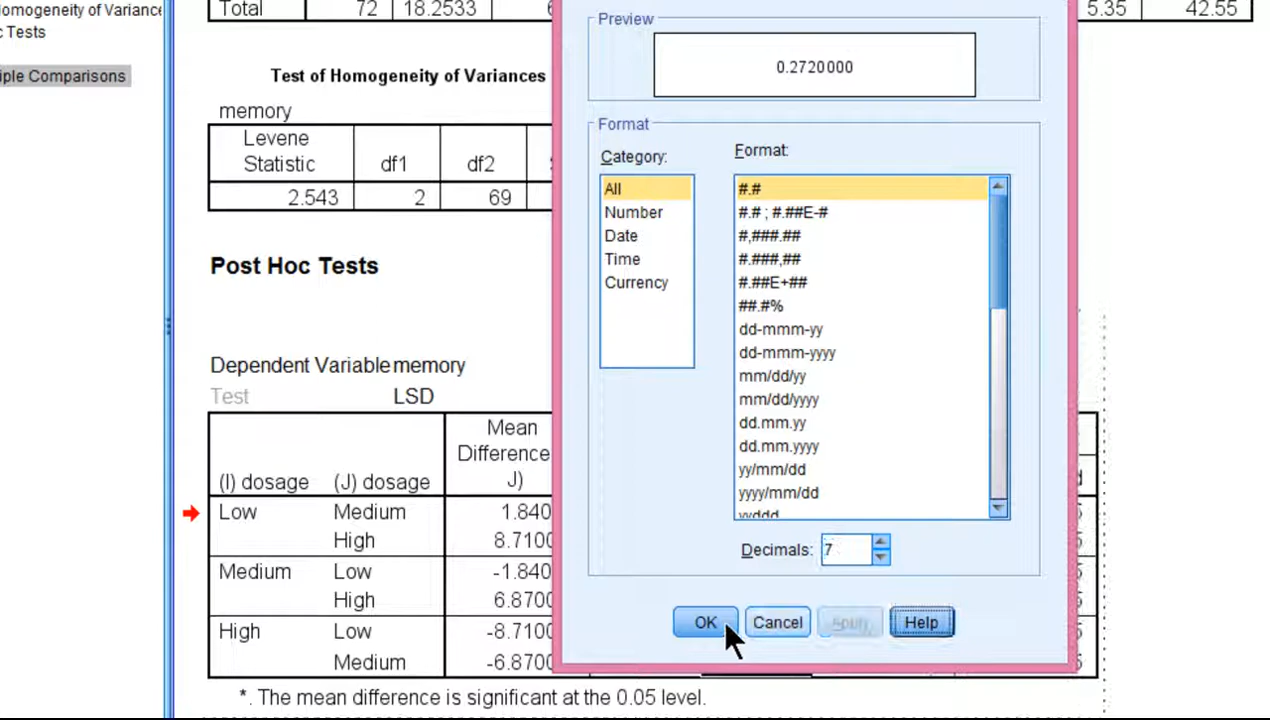 omogeneity of Variance
Total 72 18.2533 5.35 42.55
c Tests
Preview
iple Comparisons
Test of Homogeneity of Variances
0.2720000
memory
Levene Statistic df1 df2
2.543 2 69
Format
Category:
All
Number
Date
Time
Currency
Format:
#.#
#.# ; #.##E-#
#,###.##
#.###,##
#.##E+##
##.#%
dd-mmm-yy
dd-mmm-yyyy
mm/dd/yy
mm/dd/yyyy
dd.mm.yy
dd.mm.yyyy
yy/mm/dd
yyyy/mm/dd
yyddd
Decimals: 7
OK Cancel Apply Help
Post Hoc Tests
Dependent Variable memory
Test LSD
Mean
Difference
(I) dosage (J) dosage J)
Low Medium 1.840
High 8.7100
Medium Low -1.840
High 6.8700
High Low -8.7100
Medium -6.8700
*. The mean difference is significant at the 0.05 level.